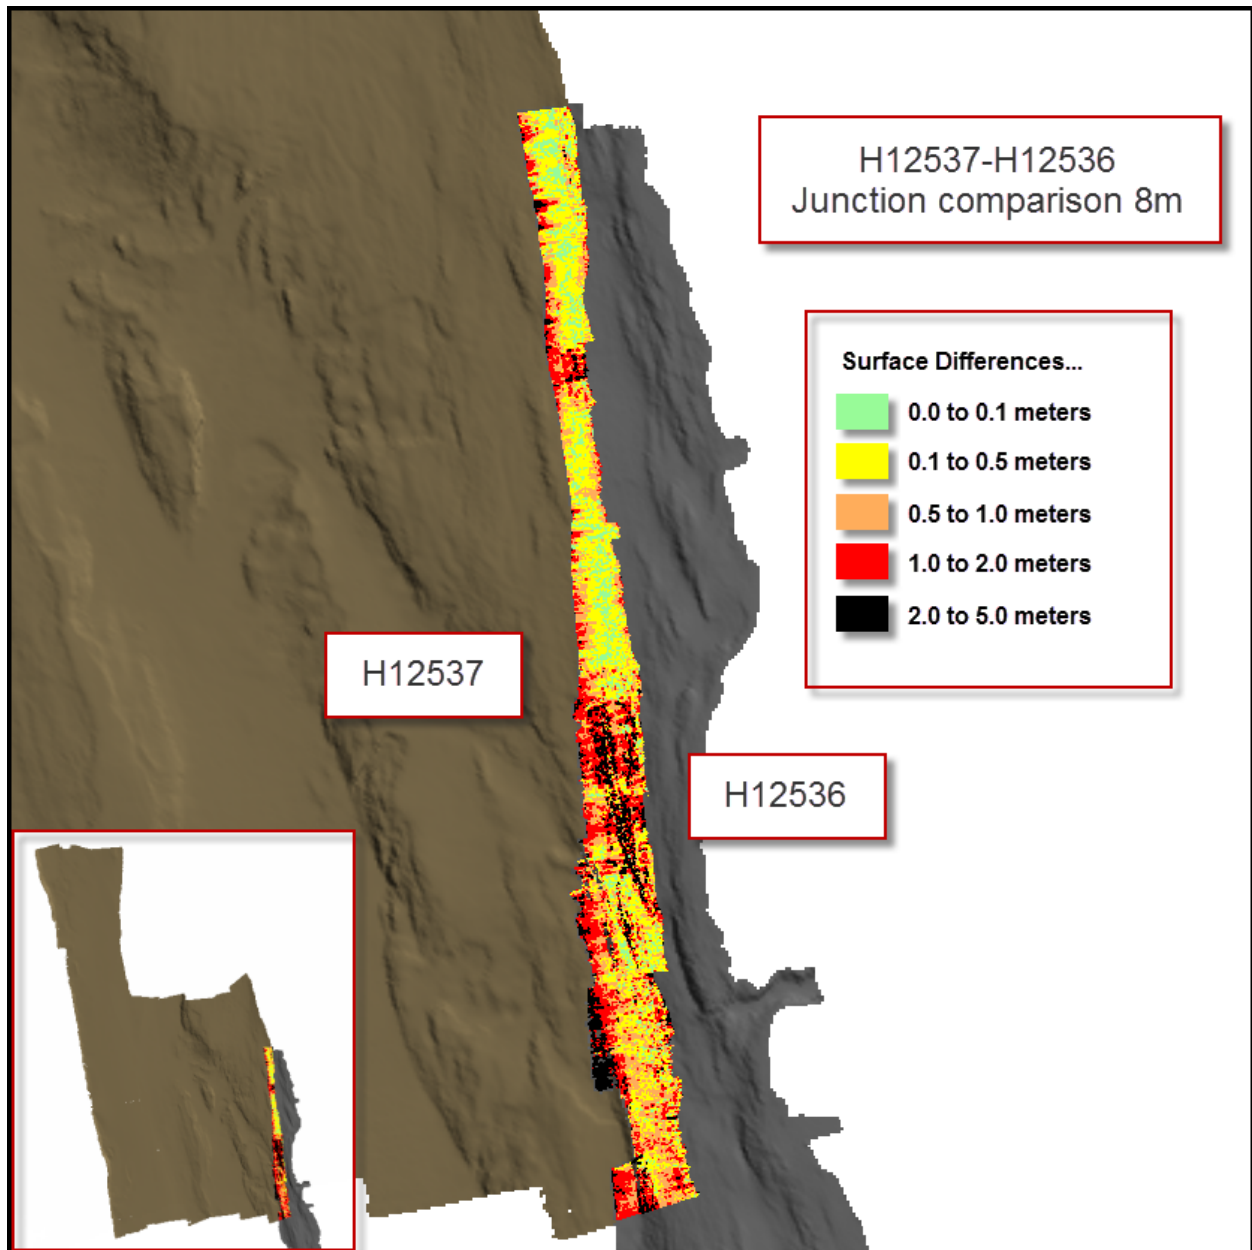 H12537-H12536
Junction comparison 8m
Surface Differences...
0.0 to 0.1 meters
0.1 to 0.5 meters
0.5 to 1.0 meters
1.0 to 2.0 meters
2.0 to 5.0 meters
H12537
H12536